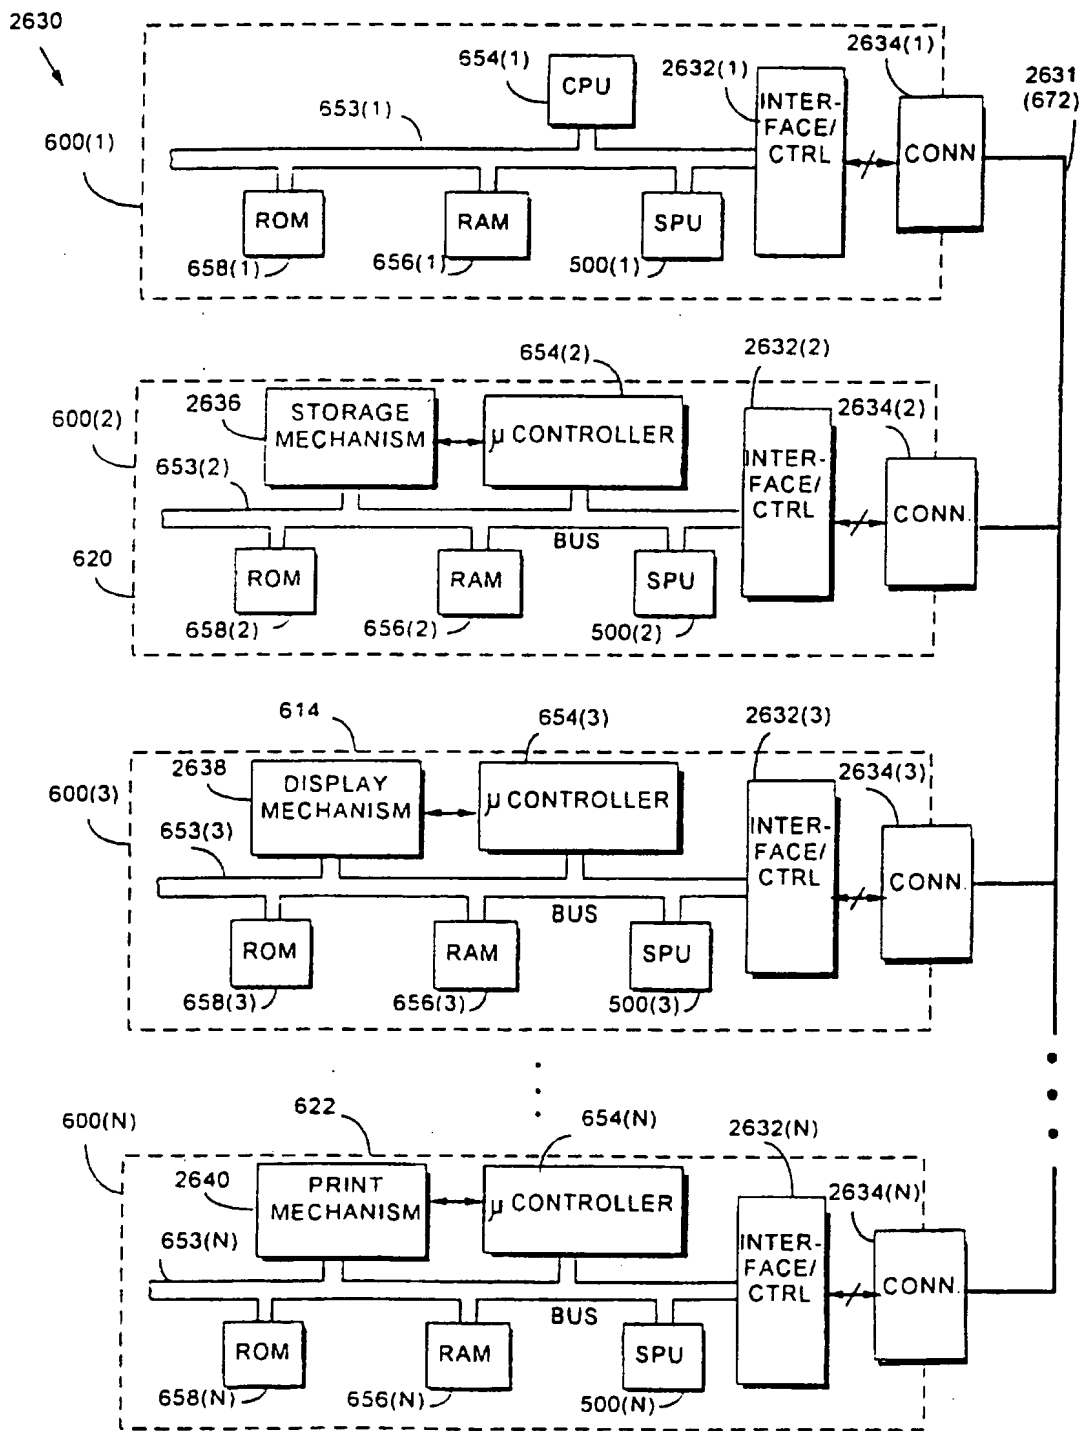 2630
654(1)
CPU
2632(1)
2634(1)
2631
(672)
653(1)
INTER-
FACE/
CTRL
600(1)
CONN
ROM
RAM
SPU
658(1)
656(1)
500(1)
654(2)
2632(2)
2636
STORAGE
MECHANISM
μ CONTROLLER
2634(2)
600(2)
653(2)
INTER-
FACE/
CTRL
CONN.
BUS
620
ROM
RAM
SPU
658(2)
656(2)
500(2)
614
654(3)
2632(3)
2638
DISPLAY
MECHANISM
μ CONTROLLER
2634(3)
600(3)
653(3)
INTER-
FACE/
CTRL
CONN.
BUS
ROM
RAM
SPU
658(3)
656(3)
500(3)
622
654(N)
2632(N)
600(N)
2640
PRINT
MECHANISM
μ CONTROLLER
2634(N)
653(N)
INTER-
FACE/
CTRL
CONN.
BUS
ROM
RAM
SPU
658(N)
656(N)
500(N)